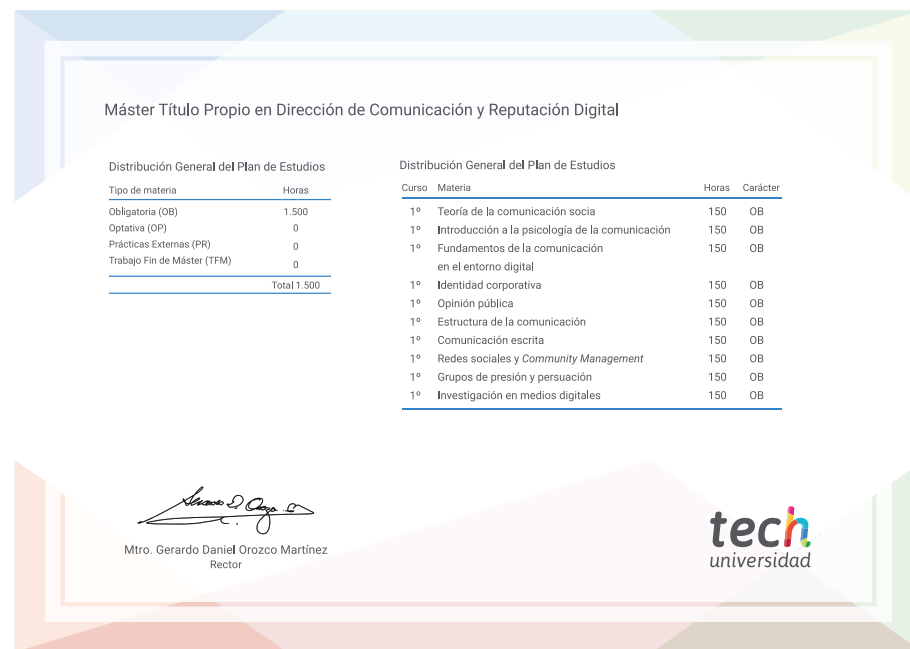 Máster Título Propio en Dirección de Comunicación y Reputación Digital
Distribución General del Plan de Estudios
Tipo de materia Horas
Obligatoria (OB) 1.500
Optativa (OP) 0
Prácticas Externas (PR) 0
Trabajo Fin de Máster (TFM) 0
Total 1.500
Distribución General del Plan de Estudios
Curso Materia Horas Carácter
1º Teoría de la comunicación socia 150 OB
1º Introducción a la psicología de la comunicación 150 OB
1º Fundamentos de la comunicación 150 OB
en el entorno digital
1º Identidad corporativa 150 OB
1º Opinión pública 150 OB
1º Estructura de la comunicación 150 OB
1º Comunicación escrita 150 OB
1º Redes sociales y Community Management 150 OB
1º Grupos de presión y persuación 150 OB
1º Investigación en medios digitales 150 OB
Mtro. Gerardo Daniel Orozco Martínez
Rector
tech
universidad